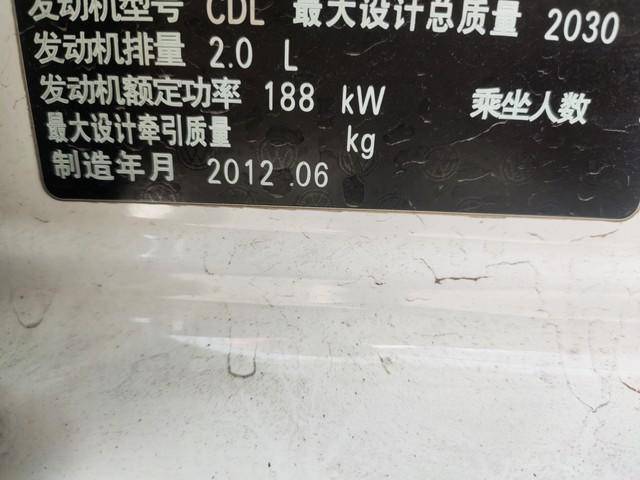 发动机型号 CDL 最大设计总质量 2030
发动机排量 2.0 L
发动机额定功率 188 kW 乘坐人数
最大设计牵引质量 kg
制造年月 2012 .06